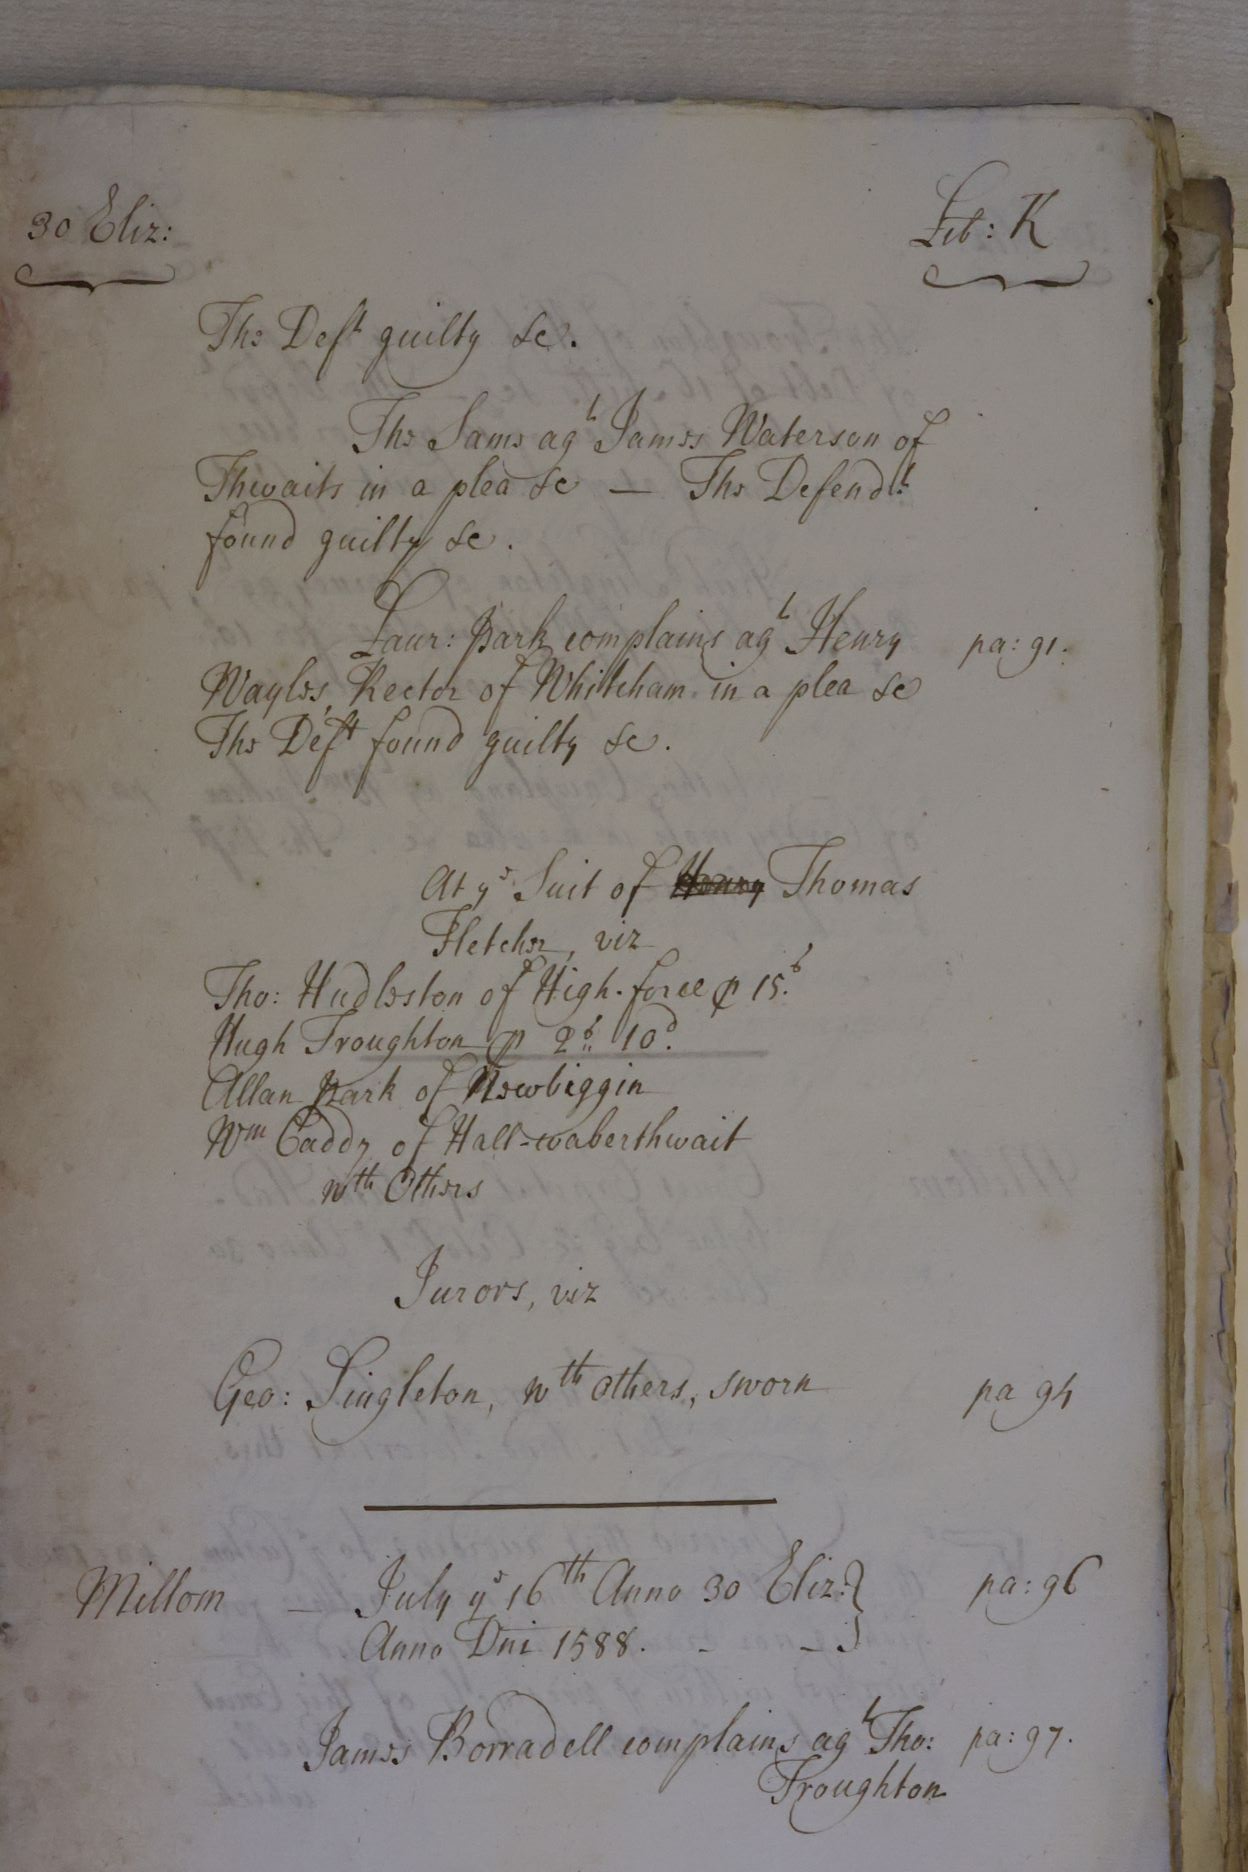 30 Eliz:
Lib: K
The Deft guilty &c.
The Same agt James Waterson of
Thwaits in a plea &c — The Defendt
found guilty &c.
Laur: Park complains agt Henry pa: 91.
Wayles, Rector of Whitcham in a plea &c
The Deft found guilty &c.
At ye Suit of Henry Thomas
Fletcher, viz
Tho: Hudleston of High-force p 15s
Hugh Troughton p 2s 10d.
Allan Park of Newbiggin
Wm Caddy of Hall-waberthwait
wth Others
Jurors, viz
Geo: Singleton, wth others, sworn pa 94
Millom — July ye 16th Anno 30 Eliz: } pa: 96
Anno Dni 1588. - - }
James Borradell complains agt Tho: pa: 97.
Troughton